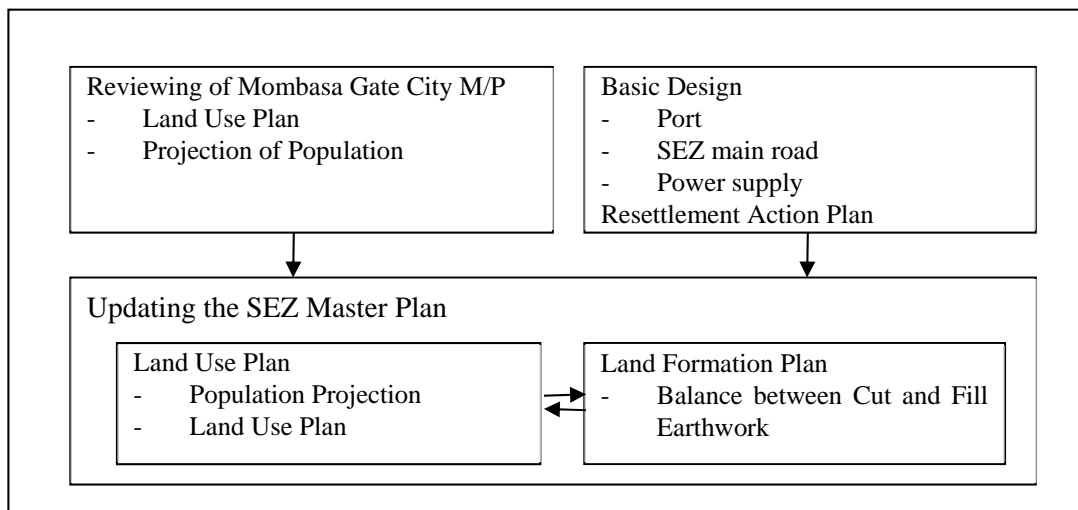 Reviewing of Mombasa Gate City M/P
- Land Use Plan
- Projection of Population
Basic Design
- Port
- SEZ main road
- Power supply
Resettlement Action Plan
Updating the SEZ Master Plan
Land Use Plan
- Population Projection
- Land Use Plan
Land Formation Plan
- Balance between Cut and Fill
Earthwork